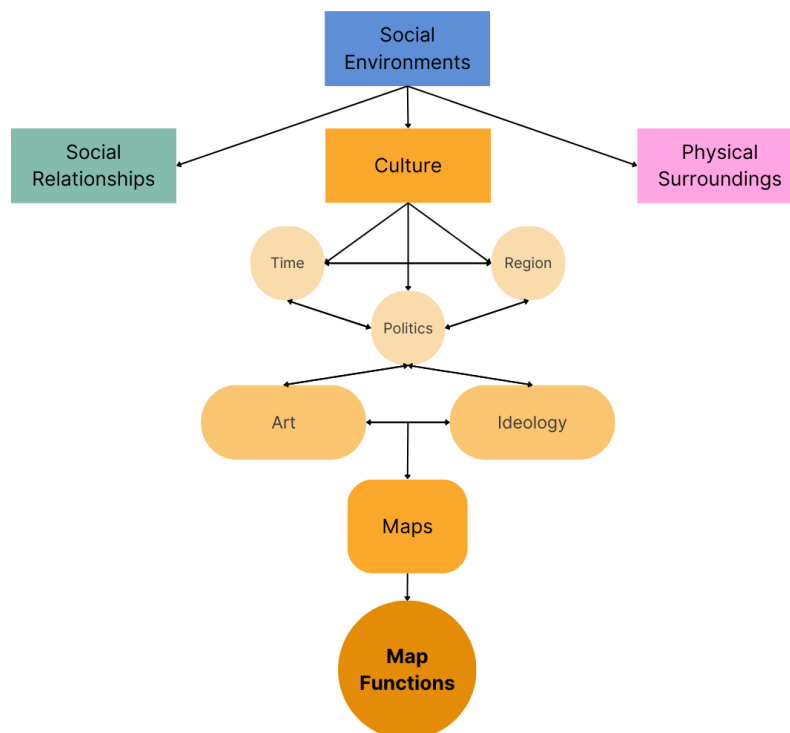 Social
Environments
Social
Relationships
Culture
Physical
Surroundings
Time
Region
Politics
Art
Ideology
Maps
Map
Functions